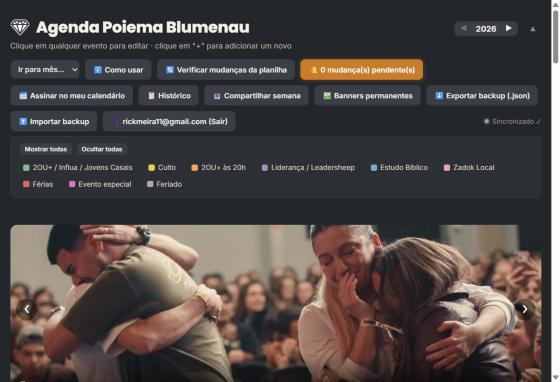 Agenda Poiema Blumenau
2026
Clique em qualquer evento para editar · clique em "+" para adicionar um novo
Ir para mês...
Como usar
Verificar mudanças da planilha
0 mudança(s) pendente(s)
Assinar no meu calendário
Histórico
Compartilhar semana
Banners permanentes
Exportar backup (.json)
Importar backup
rickmeira11@gmail.com (Sair)
Sincronizado ✓
Mostrar todas
Ocultar todas
2OU+ / Influa / Jovens Casais
Culto
2OU+ às 20h
Liderança / Leadersheep
Estudo Bíblico
Zadok Local
Férias
Evento especial
Feriado